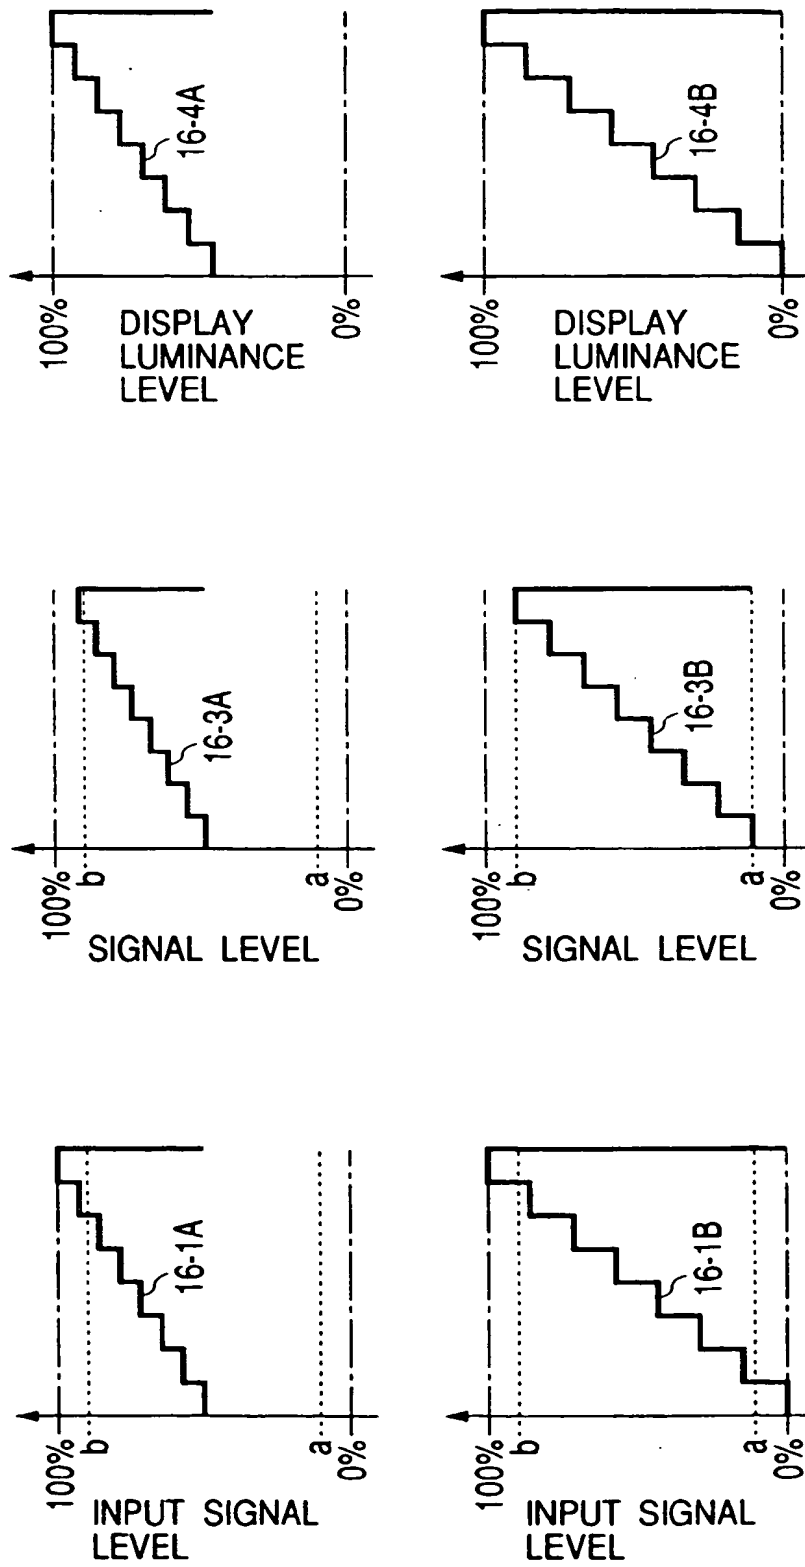 100%
b
a
0%
INPUT SIGNAL
LEVEL
16-1A
100%
b
a
0%
SIGNAL LEVEL
16-3A
100%
0%
DISPLAY
LUMINANCE
LEVEL
16-4A
100%
b
a
0%
INPUT SIGNAL
LEVEL
16-1B
100%
b
a
0%
SIGNAL LEVEL
16-3B
100%
0%
DISPLAY
LUMINANCE
LEVEL
16-4B